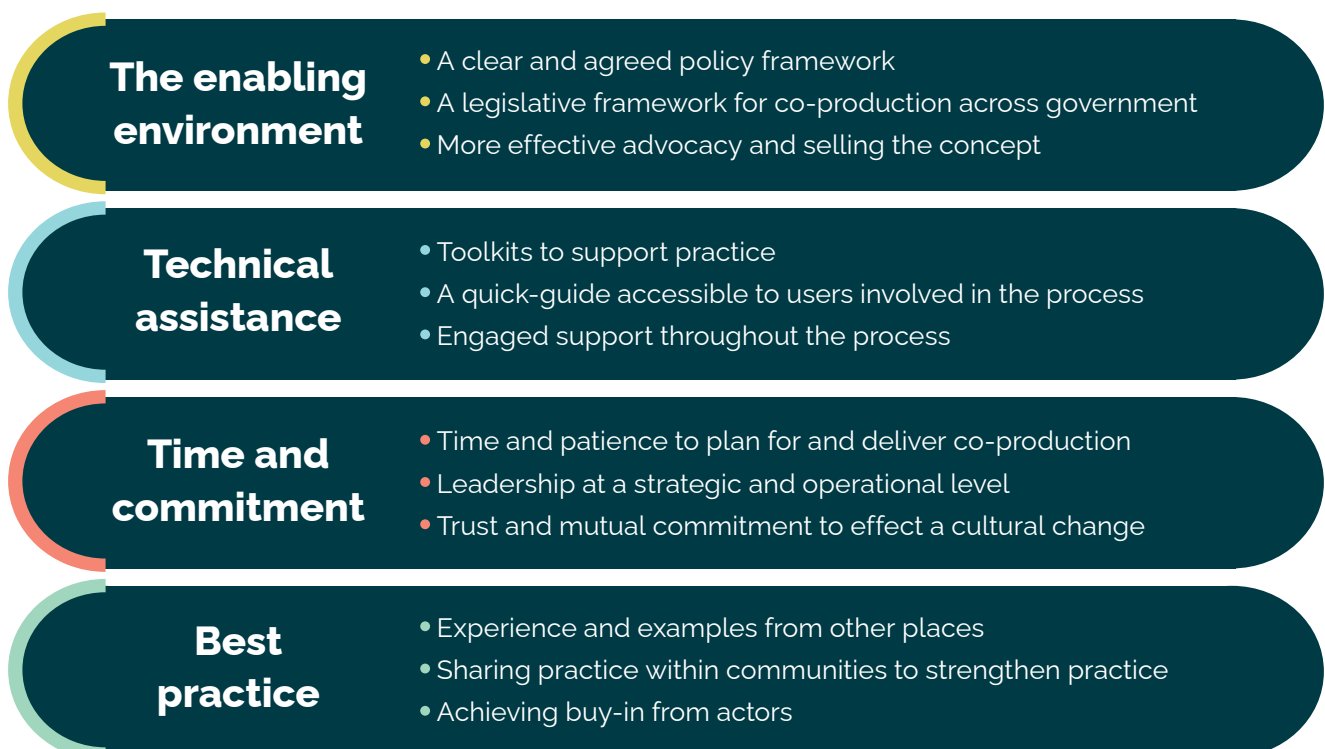 The enabling
environment
• A clear and agreed policy framework
• A legislative framework for co-production across government
• More effective advocacy and selling the concept
Technical
assistance
• Toolkits to support practice
• A quick-guide accessible to users involved in the process
• Engaged support throughout the process
Time and
commitment
• Time and patience to plan for and deliver co-production
• Leadership at a strategic and operational level
• Trust and mutual commitment to effect a cultural change
Best
practice
• Experience and examples from other places
• Sharing practice within communities to strengthen practice
• Achieving buy-in from actors